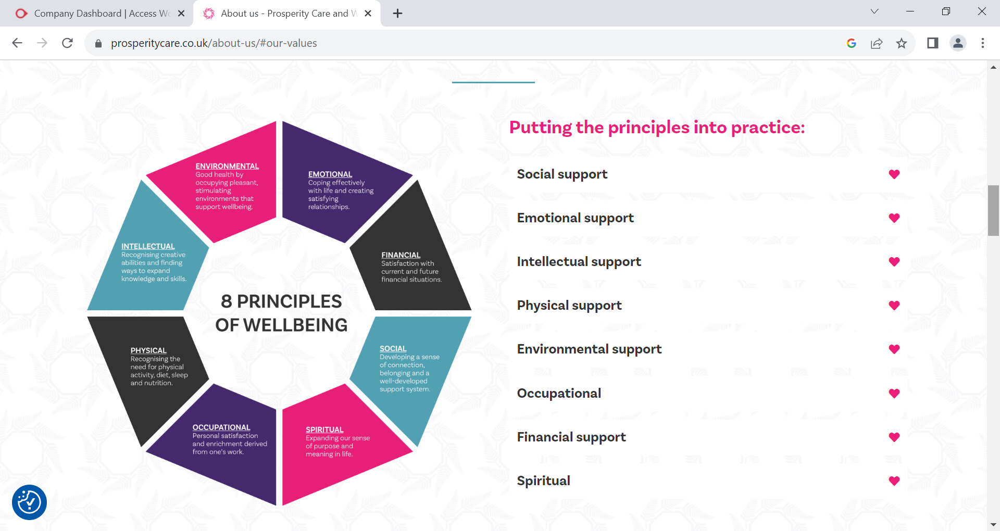 Company Dashboard | Access Wo
About us - Prosperity Care and W
prosperitycare.co.uk/about-us/#our-values
ENVIRONMENTAL
Good health by
occupying pleasant,
stimulating
environments that
support wellbeing.
EMOTIONAL
Coping effectively
with life and creating
satisfying
relationships.
INTELLECTUAL
Recognising creative
abilities and finding
ways to expand
knowledge and skills.
FINANCIAL
Satisfaction with
current and future
financial situations.
8 PRINCIPLES
OF WELLBEING
PHYSICAL
Recognising the
need for physical
activity, diet, sleep
and nutrition.
SOCIAL
Developing a sense
of connection,
belonging and a
well-developed
support system.
OCCUPATIONAL
Personal satisfaction
and enrichment derived
from one's work.
SPIRITUAL
Expanding our sense
of purpose and
meaning in life.
Putting the principles into practice:
Social support
Emotional support
Intellectual support
Physical support
Environmental support
Occupational
Financial support
Spiritual